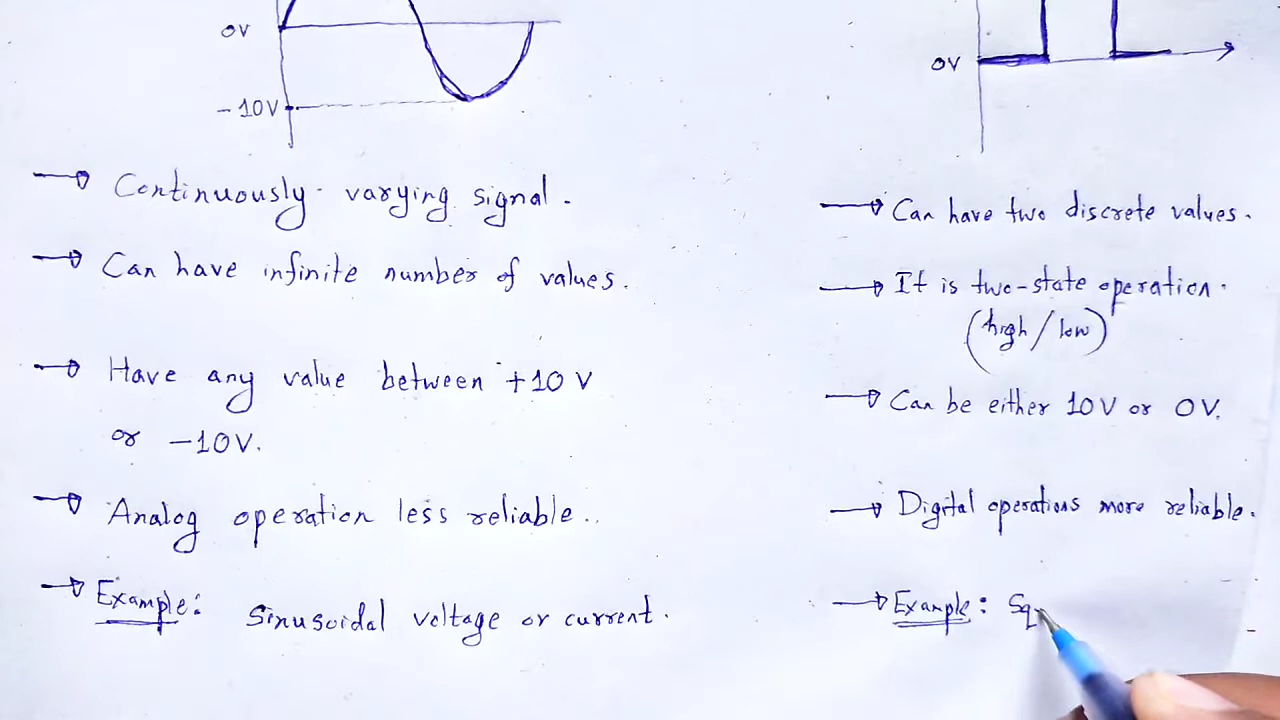 0V
-10V
→ Continuously varying signal.
→ Can have infinite number of values.
→ Have any value between +10 V
or -10V.
→ Analog operation less reliable.
→ Example: Sinusoidal voltage or current.
0V
→ Can have two discrete values.
→ It is two-state operation.
(high/low)
→ Can be either 10V or 0V.
→ Digital operations more reliable.
→ Example: Sq